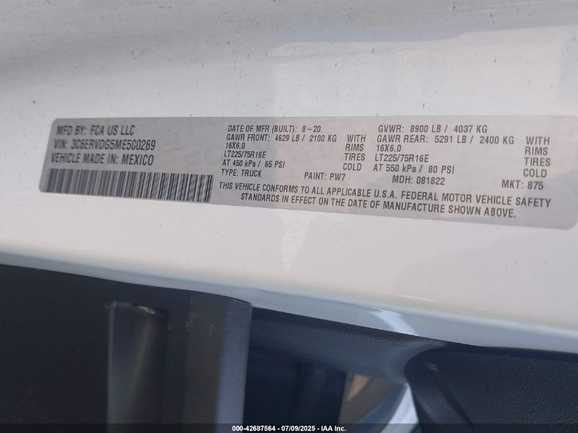 MFD BY: FCA US LLC
VIN: 3C6ERVDG5ME500269
VEHICLE MADE IN: MEXICO
DATE OF MFR (BUILT): 8-20
GAWR FRONT: 4629 LB / 2100 KG
16X6.0 RIMS
LT225/75R16E TIRES
AT 450 kPa / 65 PSI COLD
TYPE: TRUCK
PAINT: PW7
GVWR: 8900 LB / 4037 KG
GAWR REAR: 5291 LB / 2400 KG
16X6.0 RIMS
LT225/75R16E TIRES
AT 550 kPa / 80 PSI COLD
MDH: 081822
MKT: 875
THIS VEHICLE CONFORMS TO ALL APPLICABLE U.S.A. FEDERAL MOTOR VEHICLE SAFETY
STANDARDS IN EFFECT ON THE DATE OF MANUFACTURE SHOWN ABOVE.
000-42687564 / 07/09/2025 - IAA Inc.